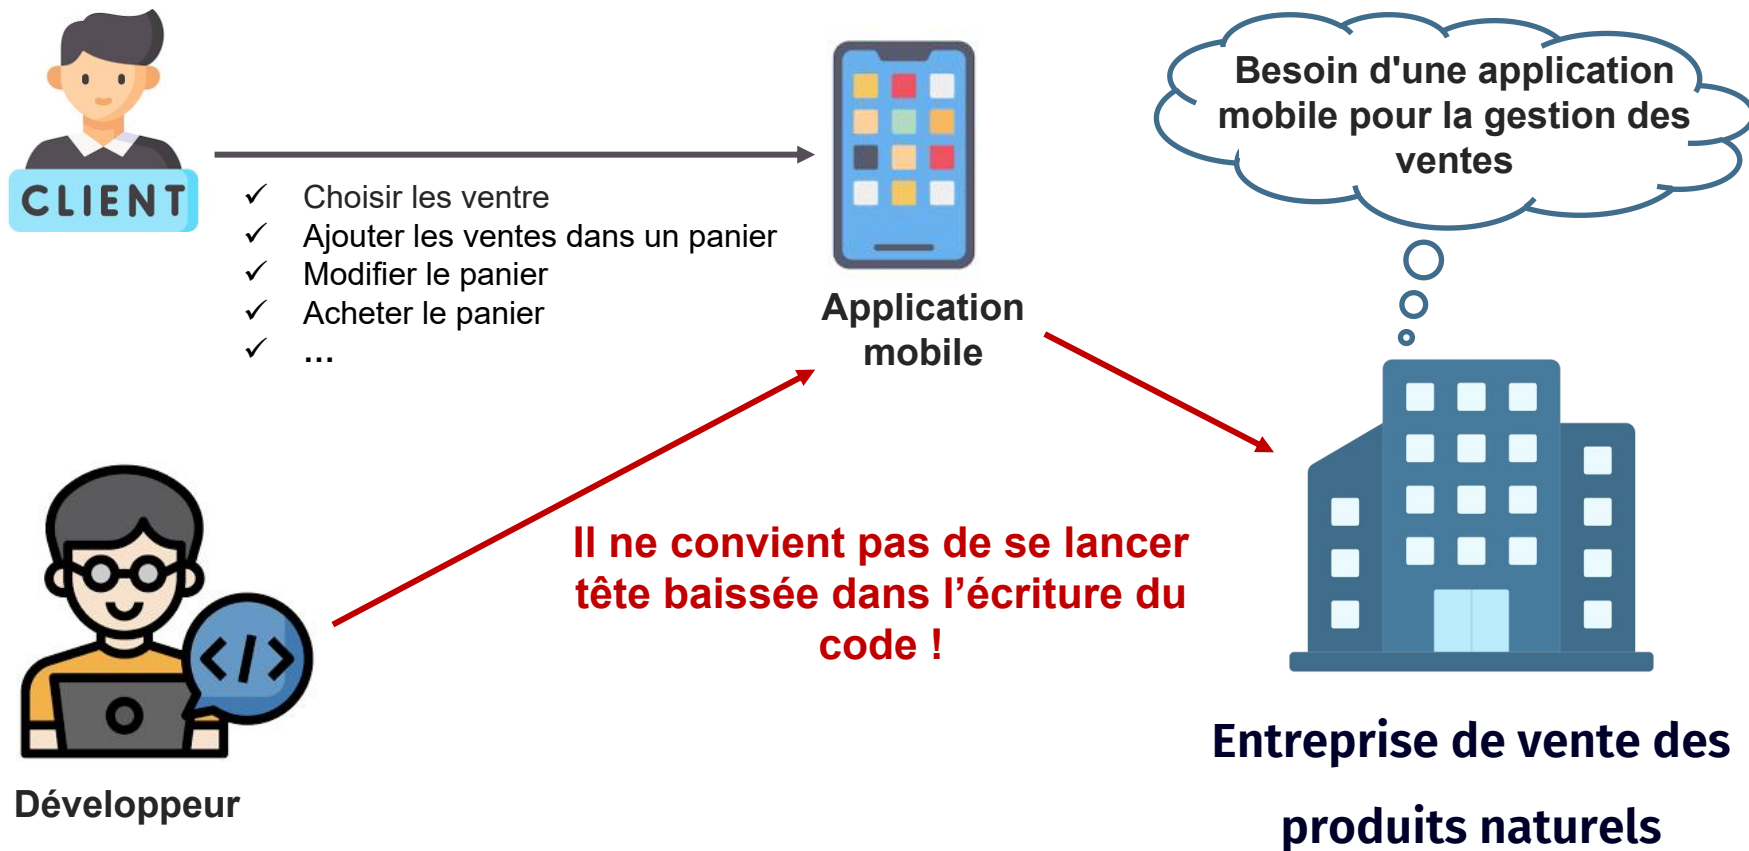 CLIENT
✓ Choisir les ventre
✓ Ajouter les ventes dans un panier
✓ Modifier le panier
✓ Acheter le panier
✓ ...
Application
mobile
Besoin d'une application
mobile pour la gestion des
ventes
Il ne convient pas de se lancer
tête baissée dans l’écriture du
code !
</>
Développeur
Entreprise de vente des
produits naturels